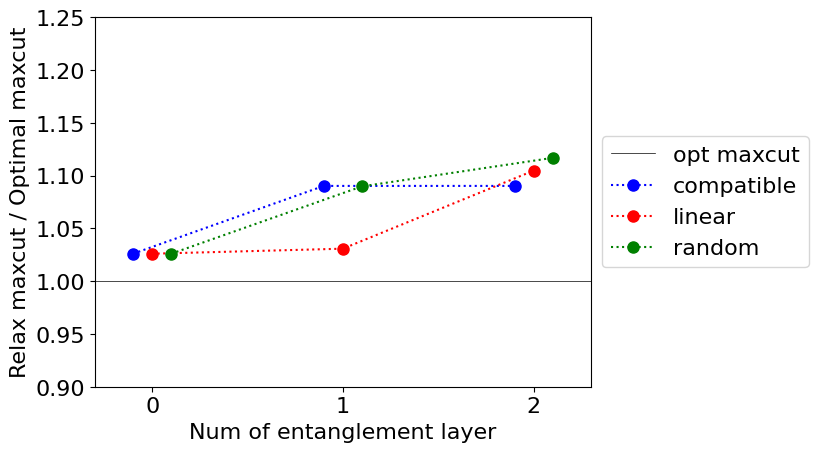 Relax maxcut / Optimal maxcut
1.25
1.20
1.15
1.10
1.05
1.00
0.95
0.90
0
1
2
Num of entanglement layer
opt maxcut
compatible
linear
random